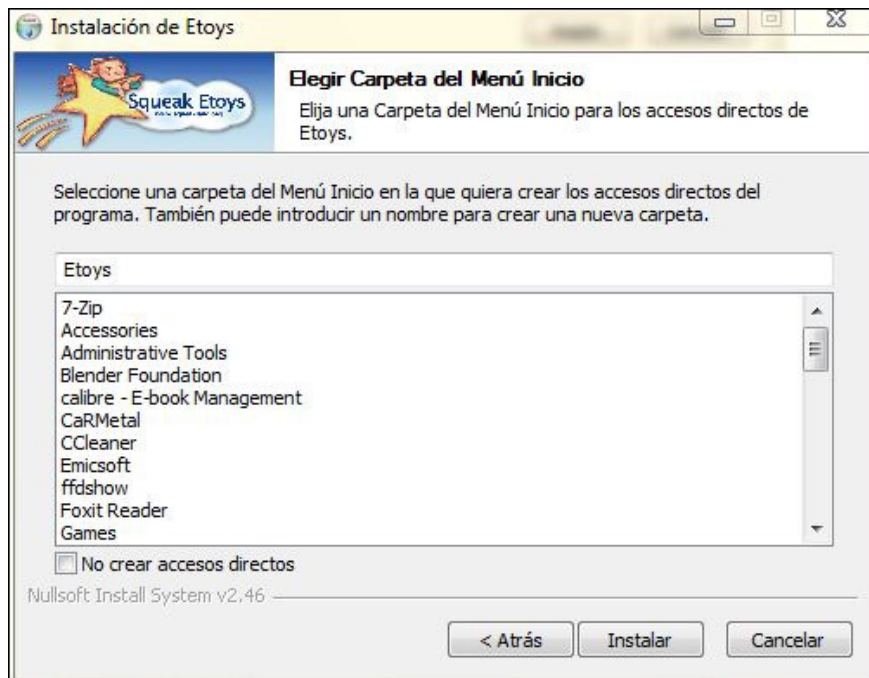 Instalación de Etoys
Squeak Etoys
Elegir Carpeta del Menú Inicio
Elija una Carpeta del Menú Inicio para los accesos directos de
Etoys.
Seleccione una carpeta del Menú Inicio en la que quiera crear los accesos directos del
programa. También puede introducir un nombre para crear una nueva carpeta.
Etoys
7-Zip
Accessories
Administrative Tools
Blender Foundation
calibre - E-book Management
CaRMetal
CCleaner
Emicsoft
ffdshow
Foxit Reader
Games
No crear accesos directos
Nullsoft Install System v2.46
< Atrás
Instalar
Cancelar